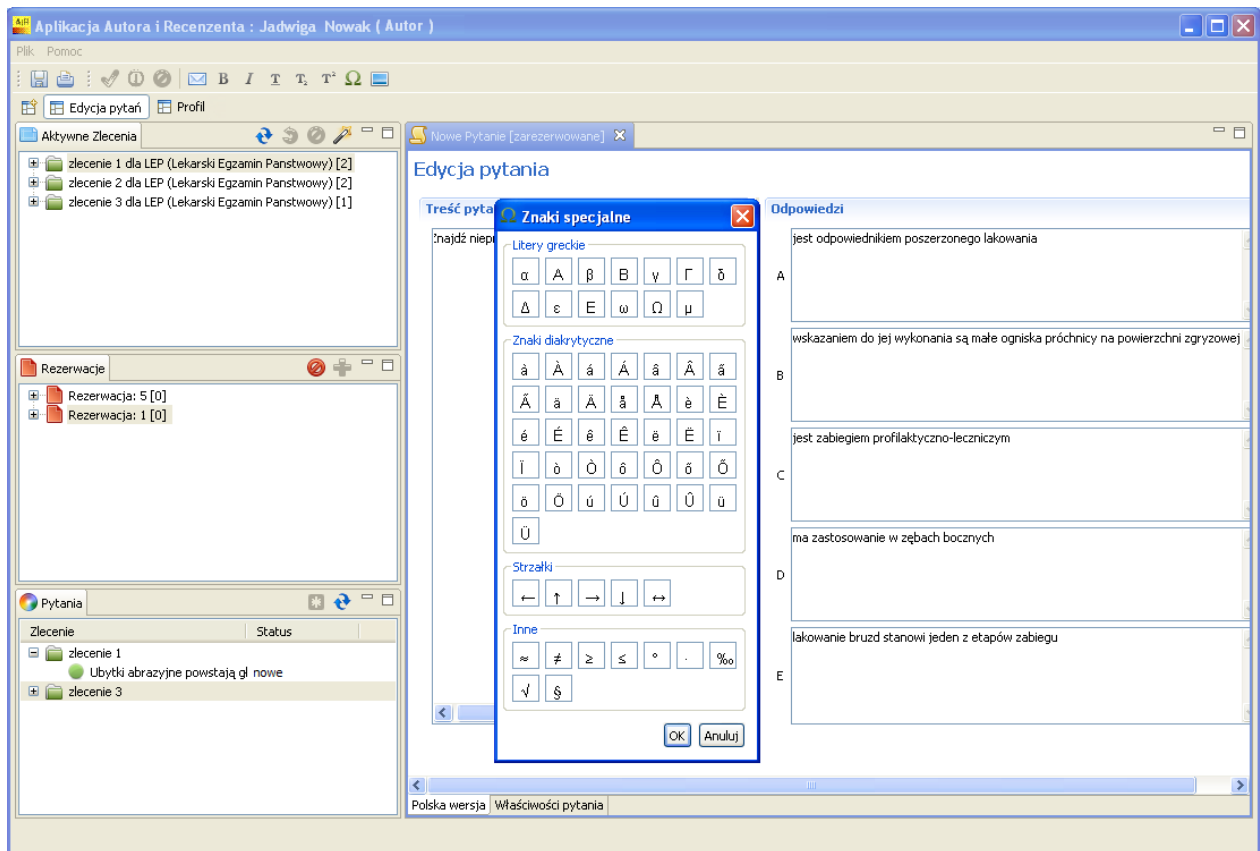 Aplikacja Autora i Recenzenta : Jadwiga Nowak ( Autor )
Plik Pomoc
B I T T, T² Ω
Edycja pytań Profil
Aktywne Zlecenia
zlecenie 1 dla LEP (Lekarski Egzamin Panstwowy) [2]
zlecenie 2 dla LEP (Lekarski Egzamin Panstwowy) [2]
zlecenie 3 dla LEP (Lekarski Egzamin Panstwowy) [1]
Rezerwacje
Rezerwacja: 5 [0]
Rezerwacja: 1 [0]
Pytania
Zlecenie Status
zlecenie 1
Ubytki abrazyjne powstają gł nowe
zlecenie 3
Nowe Pytanie [zarezerwowane]
Edycja pytania
Treść pyta
Znajdź niepr
Ω Znaki specjalne
Litery greckie
α Α β Β γ Γ δ
Δ ε Ε ω Ω μ
Znaki diakrytyczne
à À á Á â Â ã
Ã ä Ä å Å è È
é É ê Ê ë Ë ï
Ï ò Ò ô Ô ő Ő
ö Ö ú Ú û Û ü
Ü
Strzałki
← ↑ → ↓ ↔
Inne
≈ ≠ ≥ ≤ ° · ‰
√ §
OK Anuluj
Odpowiedzi
A jest odpowiednikiem poszerzonego lakowania
B wskazaniem do jej wykonania są małe ogniska próchnicy na powierzchni zgryzowej
C jest zabiegiem profilaktyczno-leczniczym
D ma zastosowanie w zębach bocznych
E lakowanie bruzd stanowi jeden z etapów zabiegu
Polska wersja Właściwości pytania